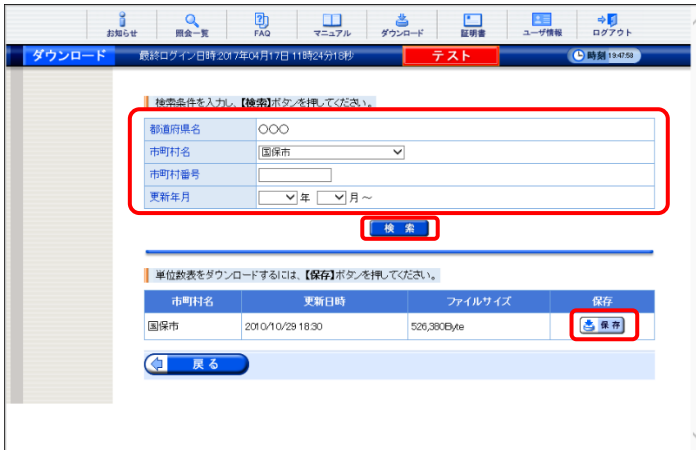 お知らせ 照会一覧 FAQ マニュアル ダウンロード 証明書 ユーザ情報 ログアウト
ダウンロード 最終ログイン日時:2017年04月17日 11時24分18秒 テスト 時刻 19:47:53
検索条件を入力し、【検索】ボタンを押してください。
都道府県名 〇〇〇
市町村名 国保市
市町村番号
更新年月 年 月～
検 索
単位数表をダウンロードするには、【保存】ボタンを押してください。
市町村名 更新日時 ファイルサイズ 保存
国保市 2010/10/29 18:30 526,380Byte 保存
戻る